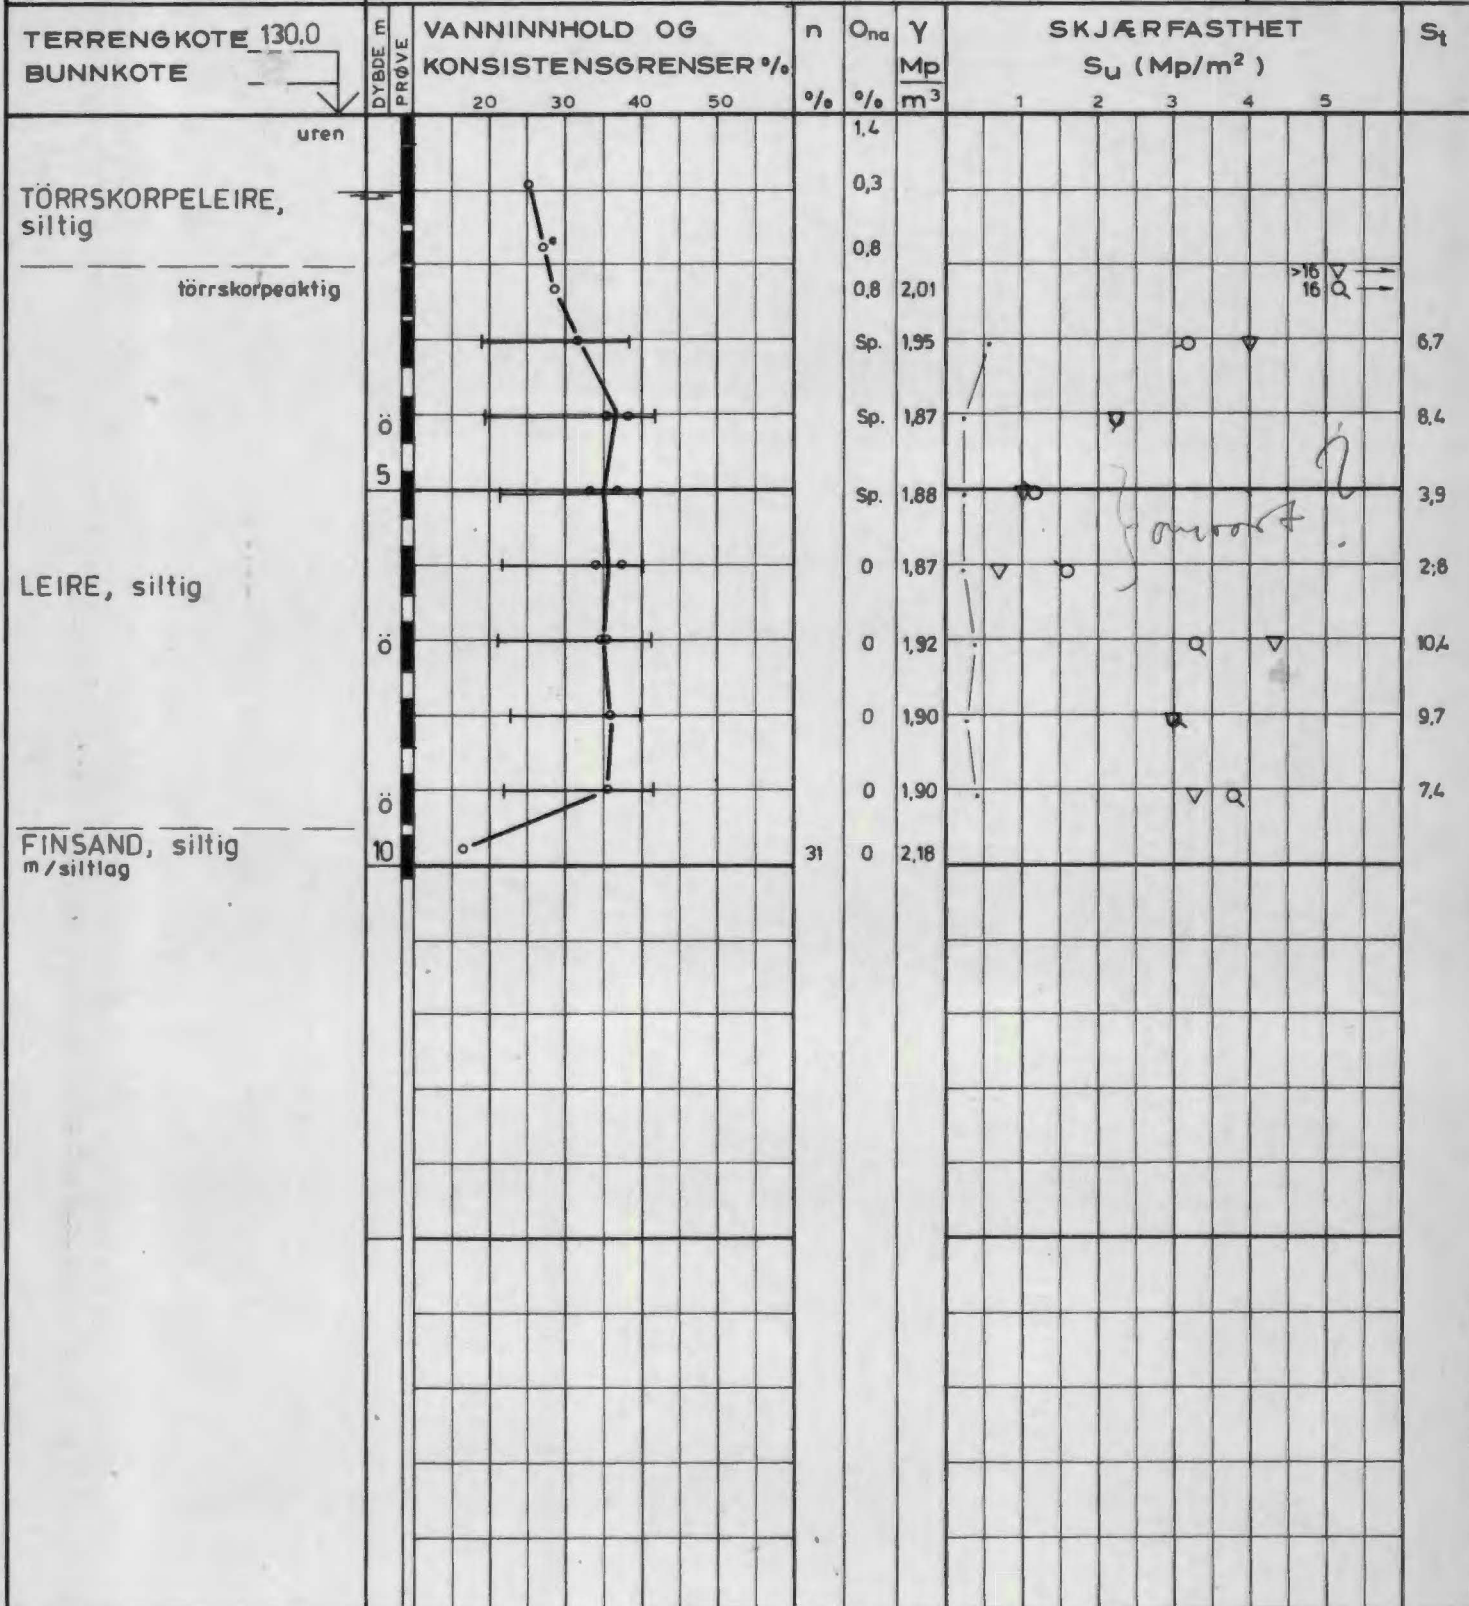 TERRENGKOTE 130,0
BUNNKOTE
DYBDE m
PRØVE
VANNINNHOLD OG
KONSISTENSGRENSER %
20 30 40 50
n
%
Ona
%
γ
Mp
m³
SKJÆRFASTHET
Su (Mp/m²)
1 2 3 4 5
St
uren
1,4
TÖRRSKORPELEIRE,
siltig
0,3
0,8
törrskorpeaktig
>16
0,8 2,01 16
Sp. 1,95 6,7
ö Sp. 1,87 8,4
5 Sp. 1,88 3,9
?
LEIRE, siltig
0 1,87 2,8
ö 0 1,92 10,4
0 1,90 9,7
ö 0 1,90 7,4
FINSAND, siltig
m/siltlag
10 31 0 2,18